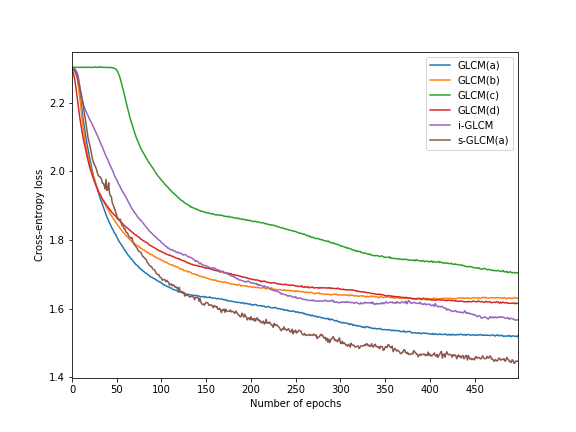 GLCM(a)
GLCM(b)
GLCM(c)
GLCM(d)
i-GLCM
s-GLCM(a)
Cross-entropy loss
2.2
2.0
1.8
1.6
1.4
0 50 100 150 200 250 300 350 400 450
Number of epochs